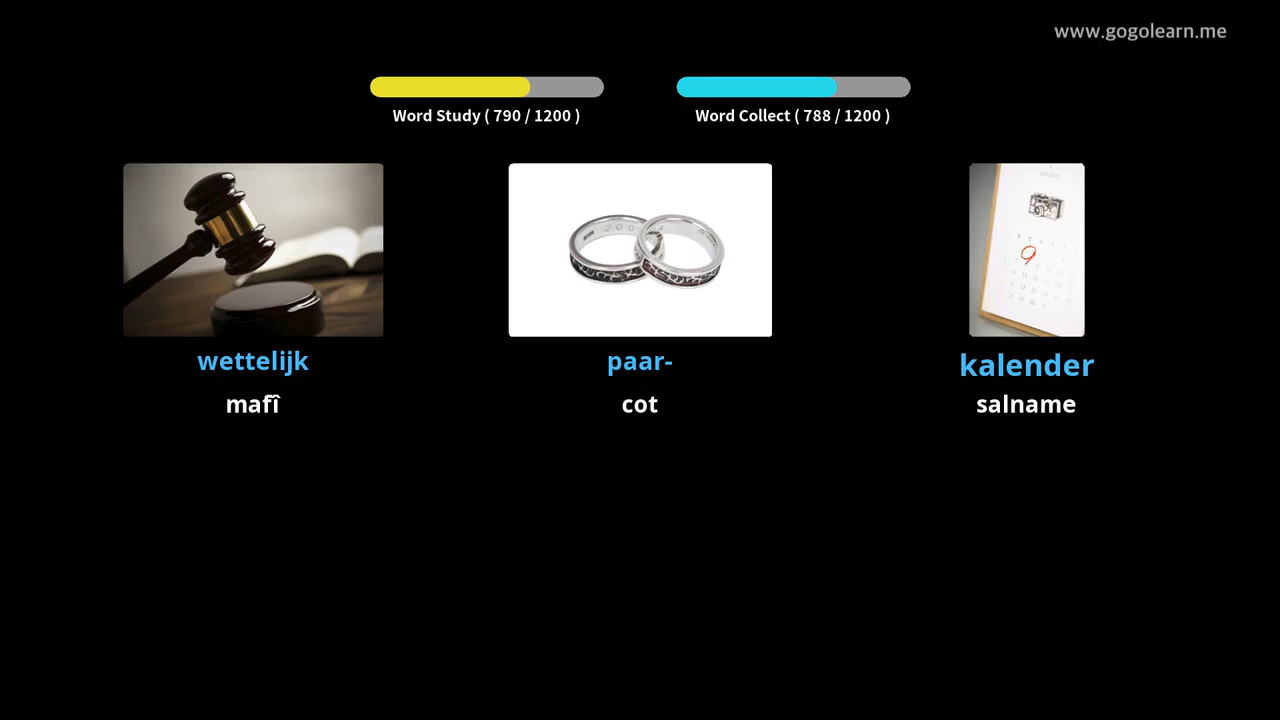 www.gogolearn.me
Word Study ( 790 / 1200 )
Word Collect ( 788 / 1200 )
wettelijk
paar-
kalender
mafî
cot
salname